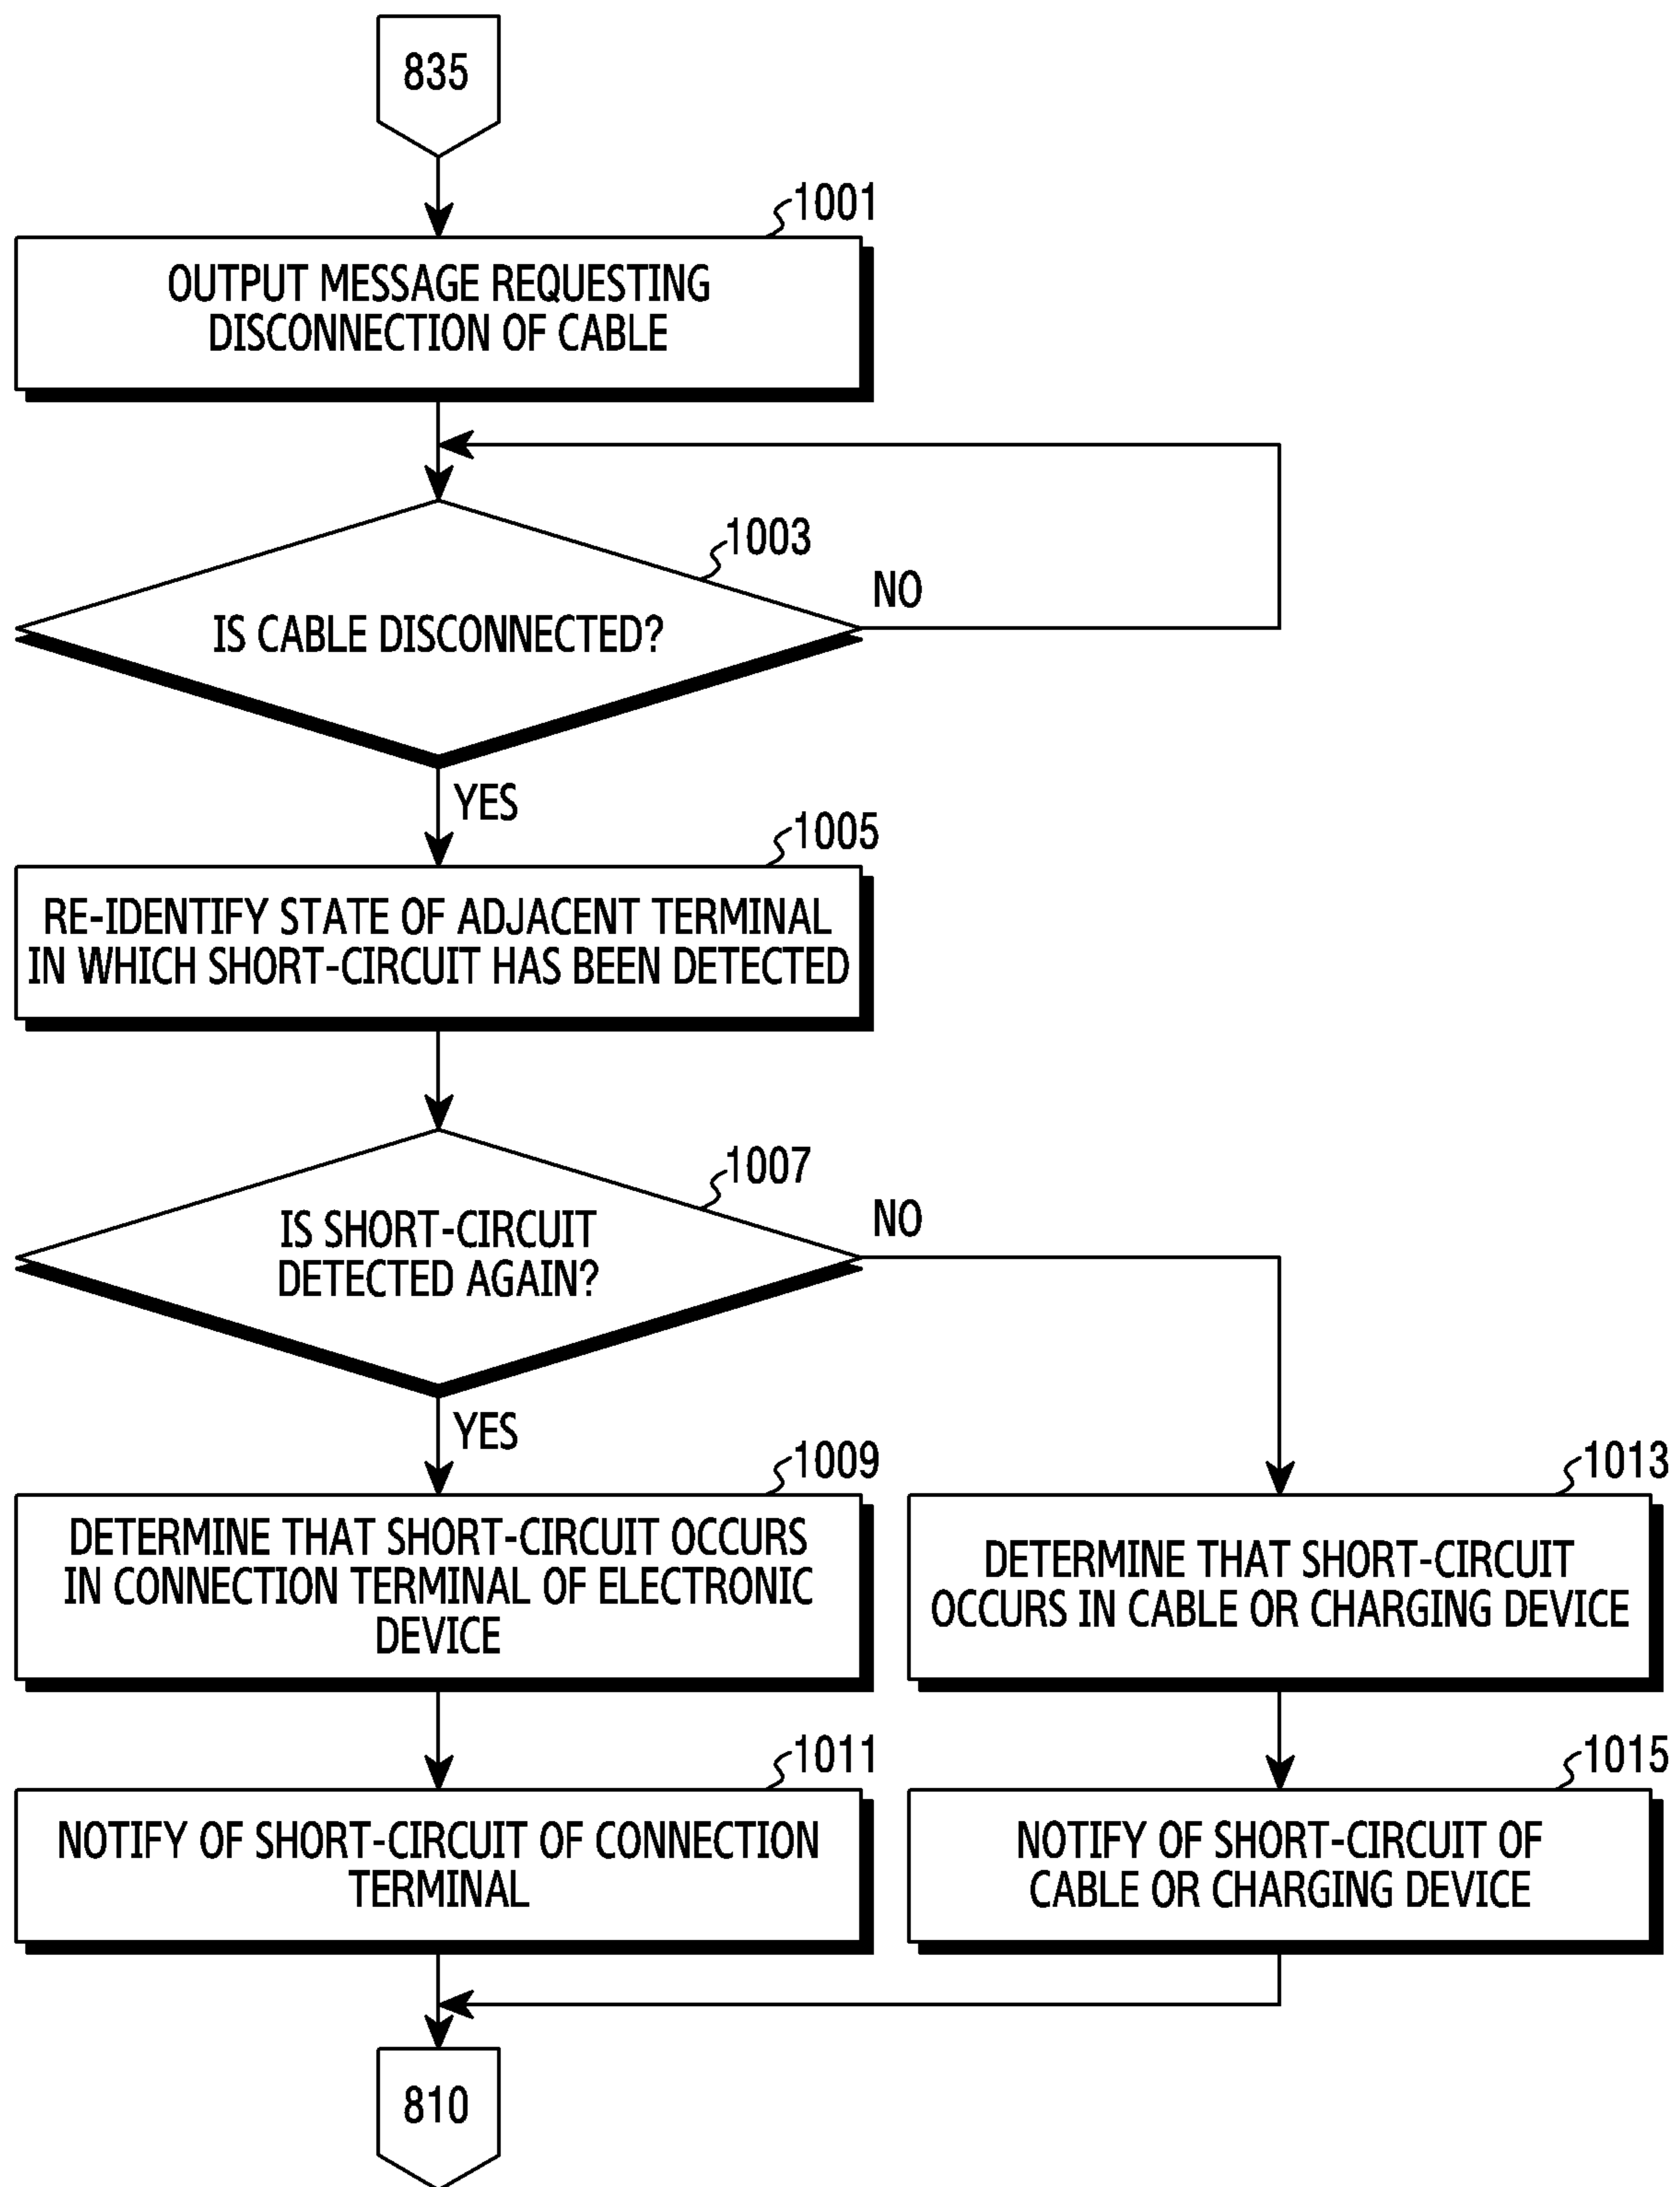 835
1001
OUTPUT MESSAGE REQUESTING
DISCONNECTION OF CABLE
1003
IS CABLE DISCONNECTED?
NO
YES
1005
RE-IDENTIFY STATE OF ADJACENT TERMINAL
IN WHICH SHORT-CIRCUIT HAS BEEN DETECTED
1007
IS SHORT-CIRCUIT
DETECTED AGAIN?
NO
YES
1009
DETERMINE THAT SHORT-CIRCUIT OCCURS
IN CONNECTION TERMINAL OF ELECTRONIC
DEVICE
1013
DETERMINE THAT SHORT-CIRCUIT
OCCURS IN CABLE OR CHARGING DEVICE
1011
NOTIFY OF SHORT-CIRCUIT OF CONNECTION
TERMINAL
1015
NOTIFY OF SHORT-CIRCUIT OF
CABLE OR CHARGING DEVICE
810